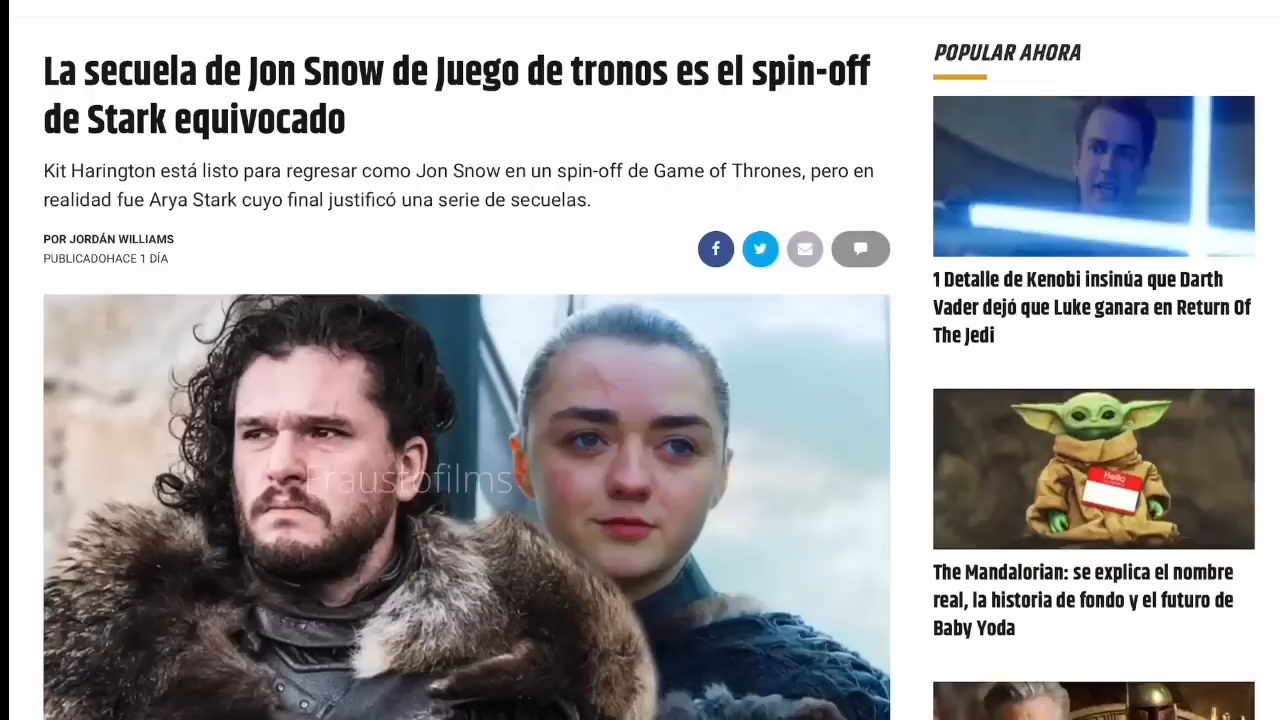 La secuela de Jon Snow de Juego de tronos es el spin-off
de Stark equivocado
Kit Harington está listo para regresar como Jon Snow en un spin-off de Game of Thrones, pero en
realidad fue Arya Stark cuyo final justificó una serie de secuelas.
POR JORDÁN WILLIAMS
PUBLICADOHACE 1 DÍA
f
Fraustofilms
POPULAR AHORA
1 Detalle de Kenobi insinúa que Darth
Vader dejó que Luke ganara en Return Of
The Jedi
Hello
The Mandalorian: se explica el nombre
real, la historia de fondo y el futuro de
Baby Yoda